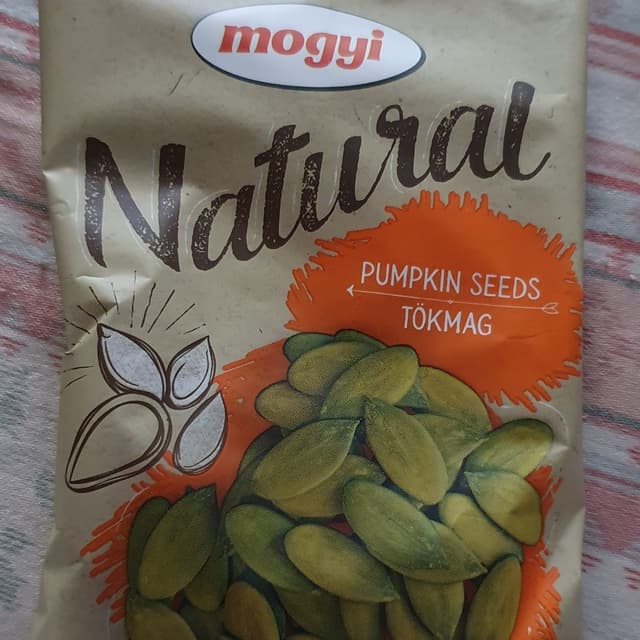 mogyi
Natural
PUMPKIN SEEDS
TÖKMAG